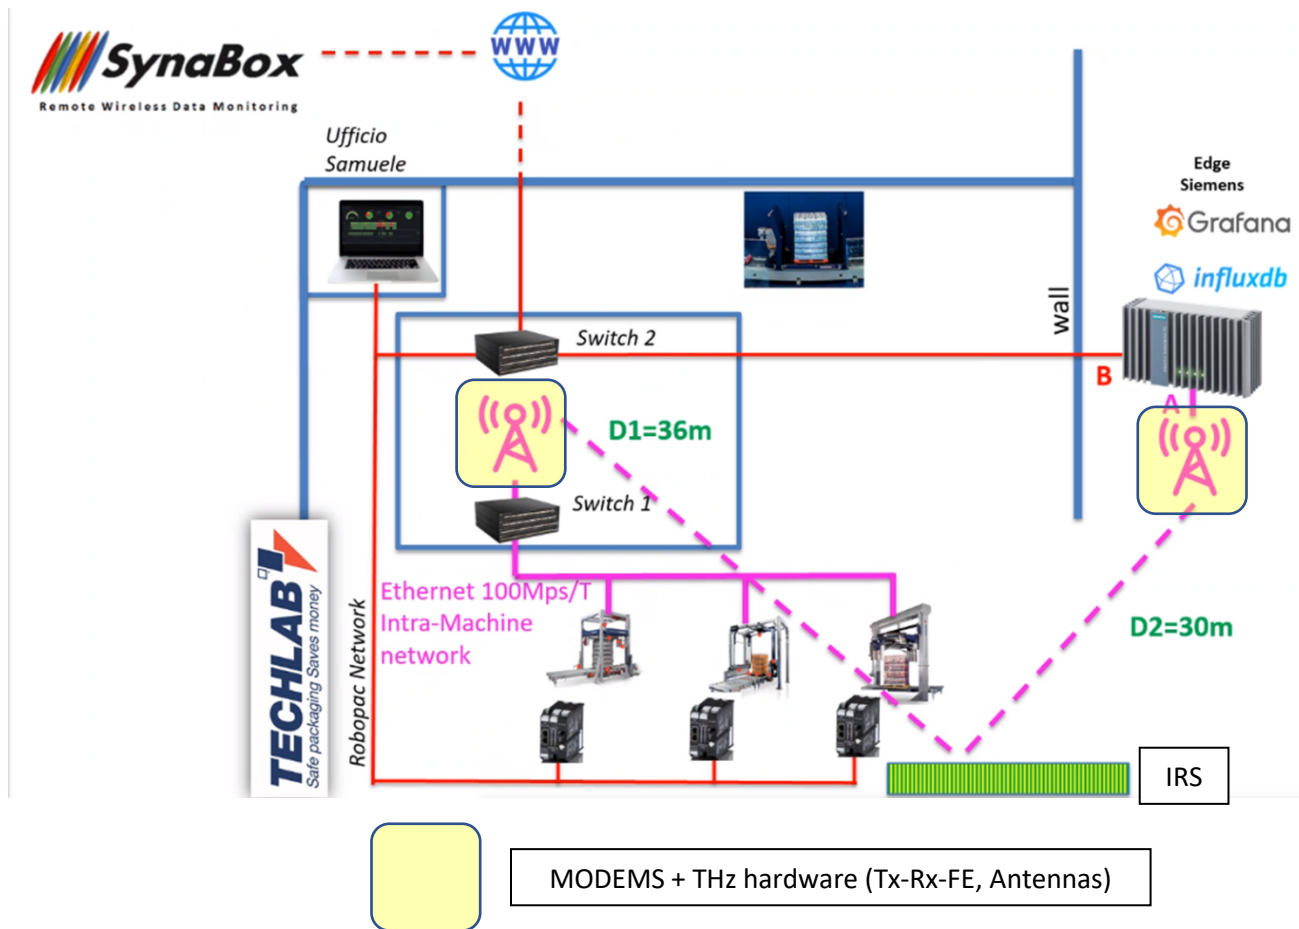 SynaBox
Remote Wireless Data Monitoring
WWW
Ufficio
Samuele
Edge
Siemens
Grafana
influxdb
wall
Switch 2
B
A
D1=36m
Switch 1
Ethernet 100Mps/T
Intra-Machine
network
D2=30m
TECHLAB
Safe packaging Saves money
Robopac Network
IRS
MODEMS + THz hardware (Tx-Rx-FE, Antennas)